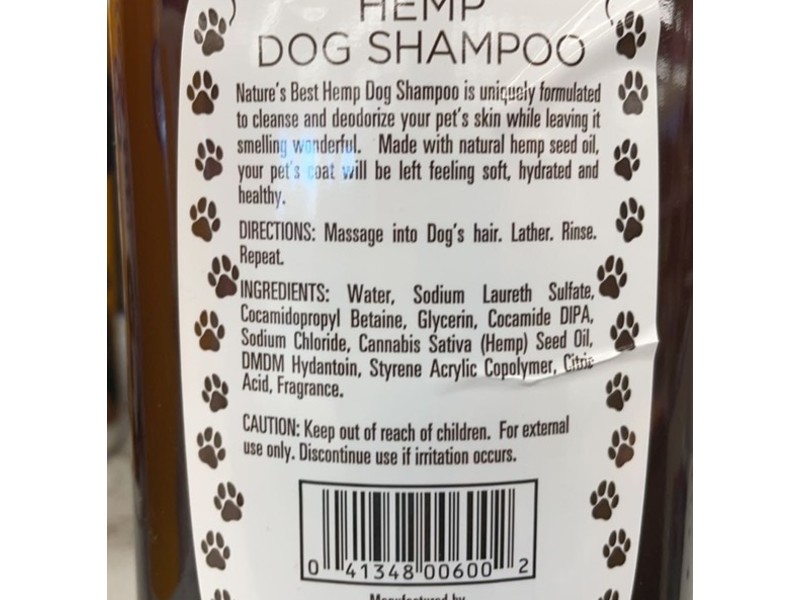 HEMP
DOG SHAMPOO
Nature's Best Hemp Dog Shampoo is uniquely formulated
to cleanse and deodorize your pet's skin while leaving it
smelling wonderful. Made with natural hemp seed oil,
your pet's coat will be left feeling soft, hydrated and
healthy.
DIRECTIONS: Massage into Dog's hair. Lather. Rinse.
Repeat.
INGREDIENTS: Water, Sodium Laureth Sulfate,
Cocamidopropyl Betaine, Glycerin, Cocamide DIPA,
Sodium Chloride, Cannabis Sativa (Hemp) Seed Oil,
DMDM Hydantoin, Styrene Acrylic Copolymer, Citric
Acid, Fragrance.
CAUTION: Keep out of reach of children. For external
use only. Discontinue use if irritation occurs.
0 41348 00600 2
Manufactured by